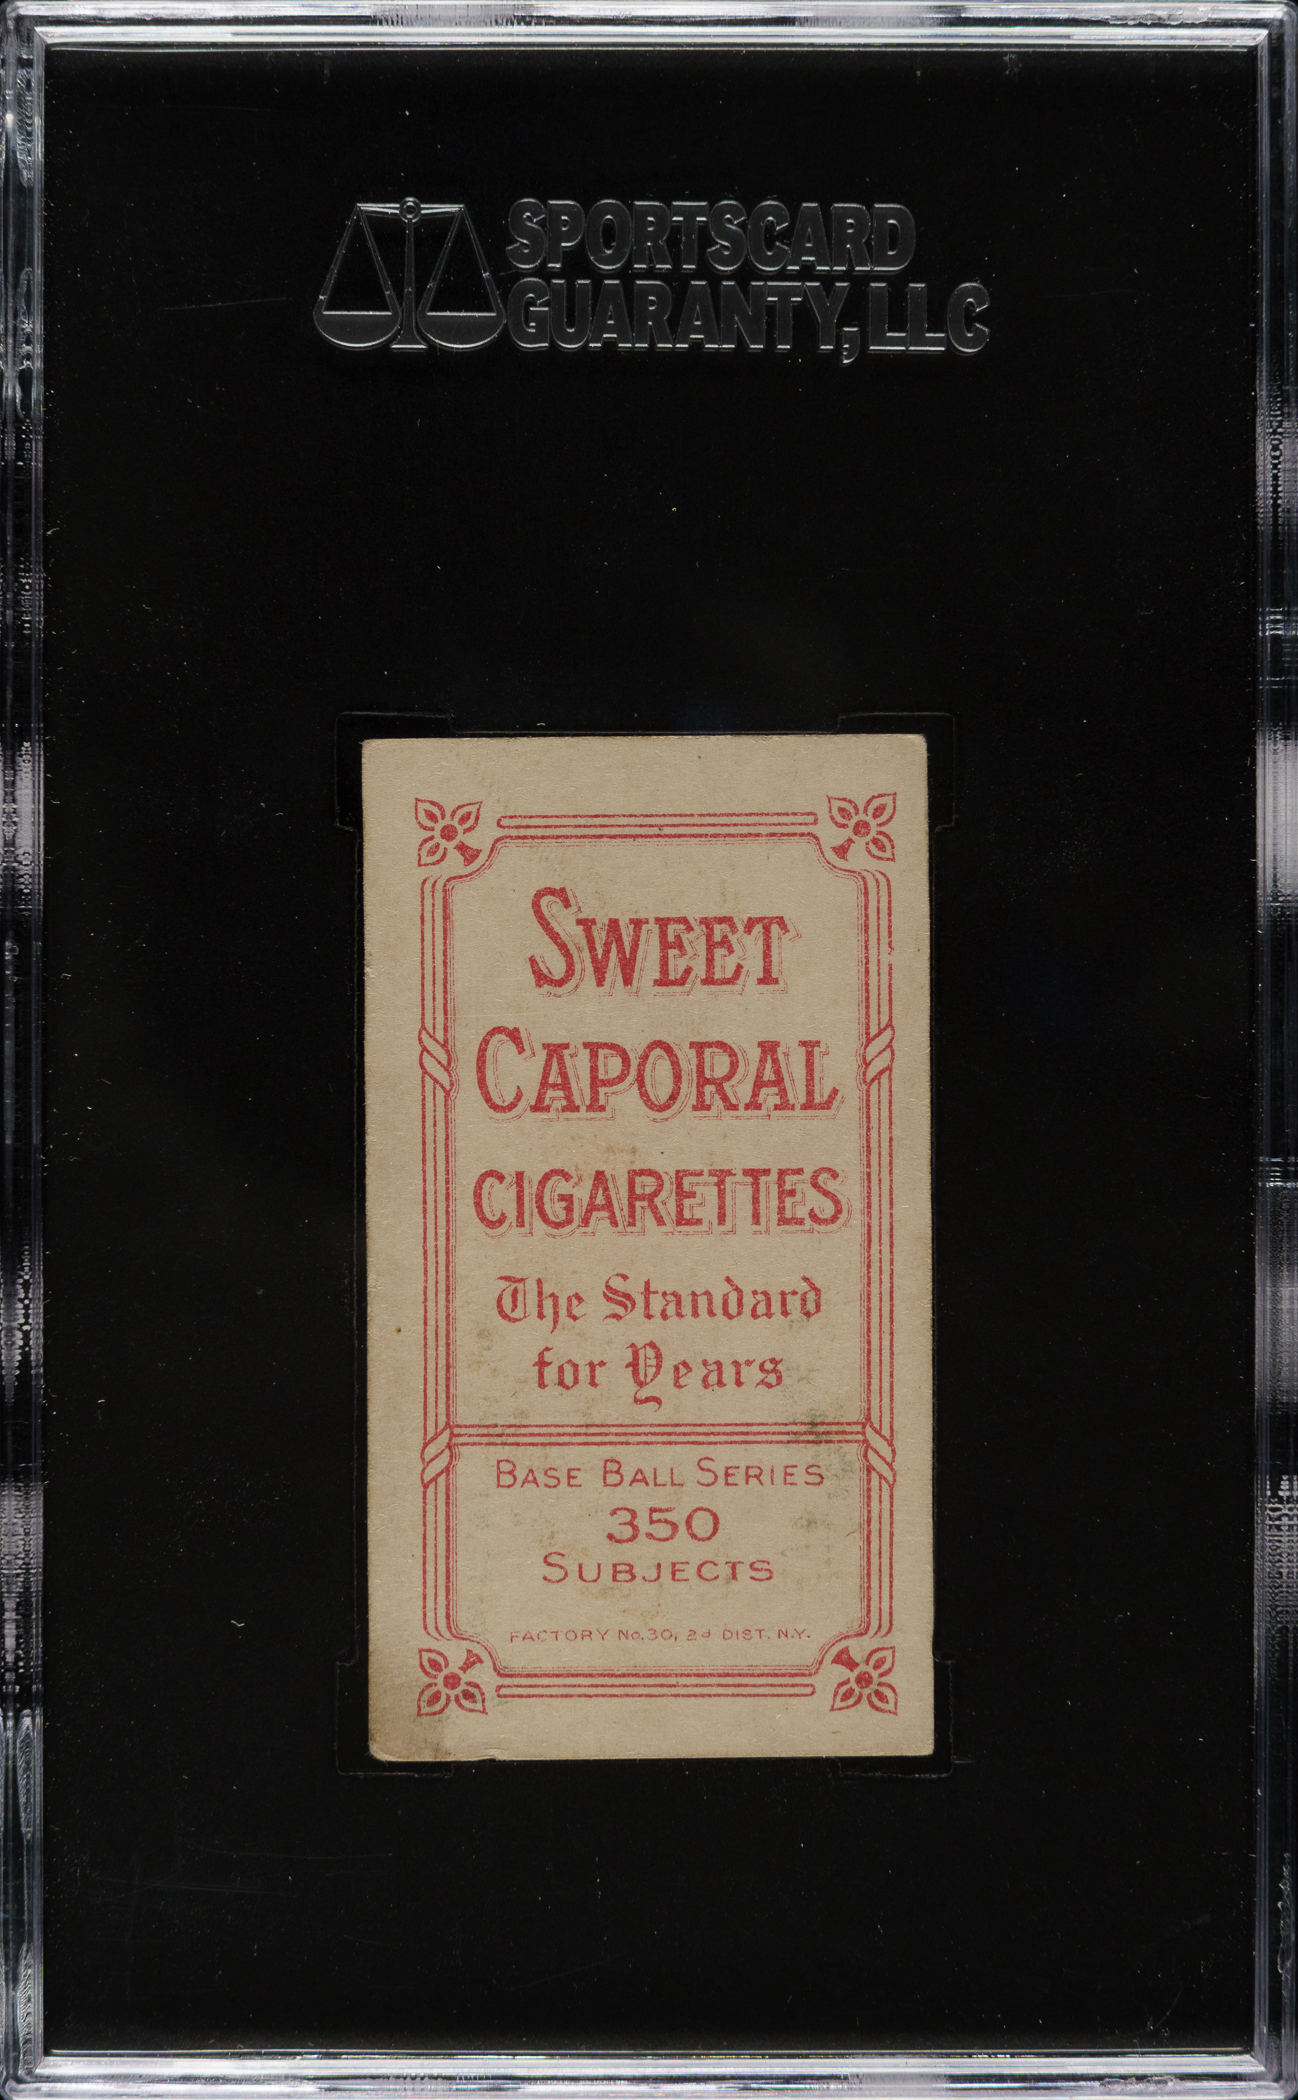 SPORTSCARD
GUARANTY, LLC
SWEET
CAPORAL
CIGARETTES
The Standard
for Years
BASE BALL SERIES
350
SUBJECTS
FACTORY No. 30, 2d DIST. N.Y.